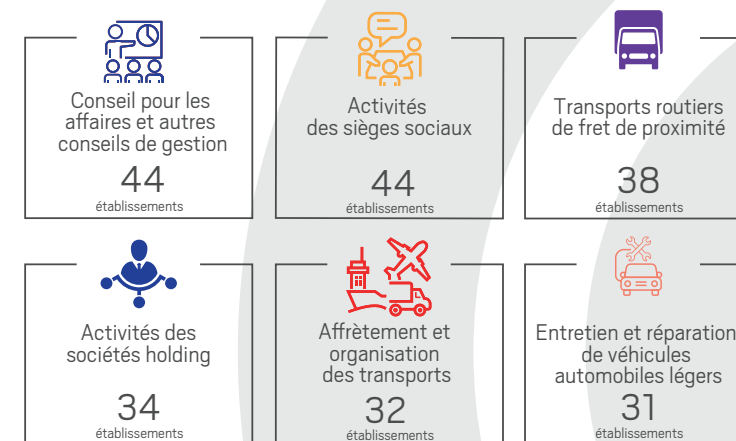 Conseil pour les
affaires et autres
conseils de gestion
44
établissements
Activités
des sièges sociaux
44
établissements
Transports routiers
de fret de proximité
38
établissements
Activités des
sociétés holding
34
établissements
Affrètement et
organisation
des transports
32
établissements
Entretien et réparation
de véhicules
automobiles légers
31
établissements